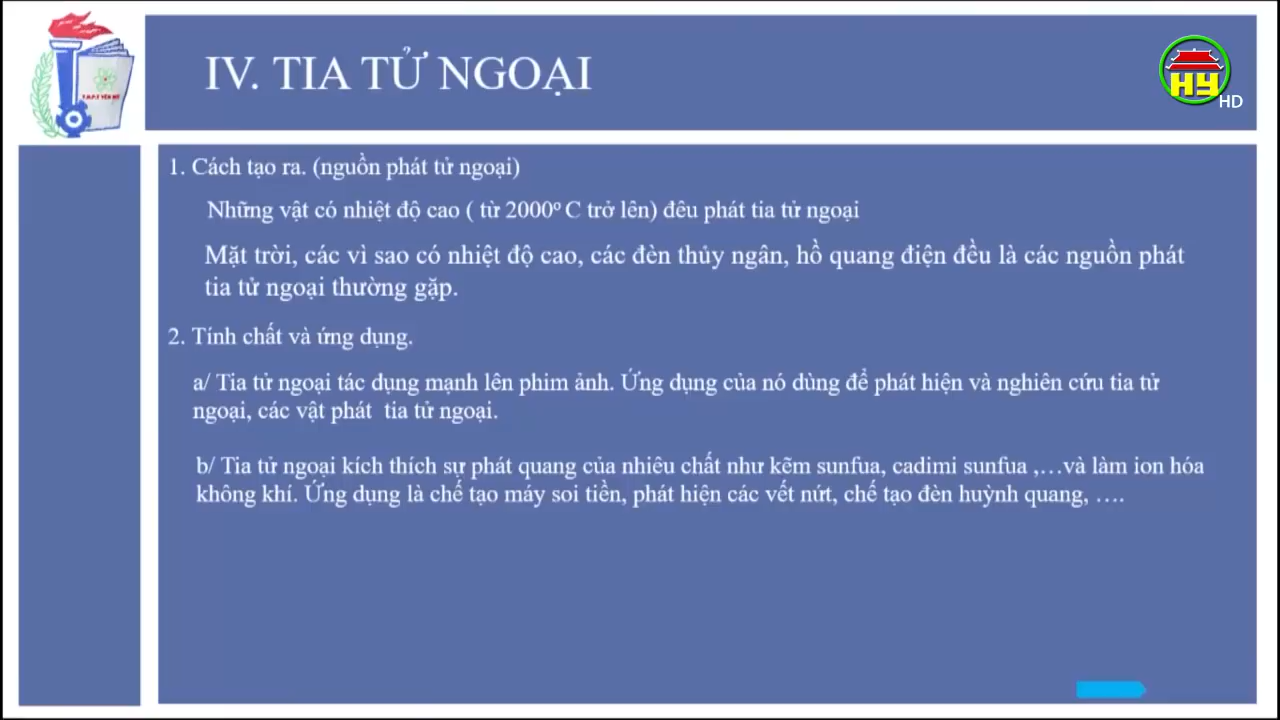 IV. TIA TỬ NGOẠI
HY
HD
1. Cách tạo ra. (nguồn phát tử ngoại)
Những vật có nhiệt độ cao ( từ 2000º C trở lên) đêu phát tia tử ngoại
Mặt trời, các vì sao có nhiệt độ cao, các đèn thủy ngân, hồ quang điện đều là các nguồn phát
tia tử ngoại thường gặp.
2. Tính chất và ứng dụng.
a/ Tia tử ngoại tác dụng mạnh lên phim ảnh. Ứng dụng của nó dùng để phát hiện và nghiên cứu tia tử
ngoại, các vật phát tia tử ngoại.
b/ Tia tử ngoại kích thích sự phát quang của nhiêu chất như kẽm sunfua, cadimi sunfua ,…và làm ion hóa
không khí. Ứng dụng là chế tạo máy soi tiền, phát hiện các vết nứt, chế tạo đèn huỳnh quang, ….